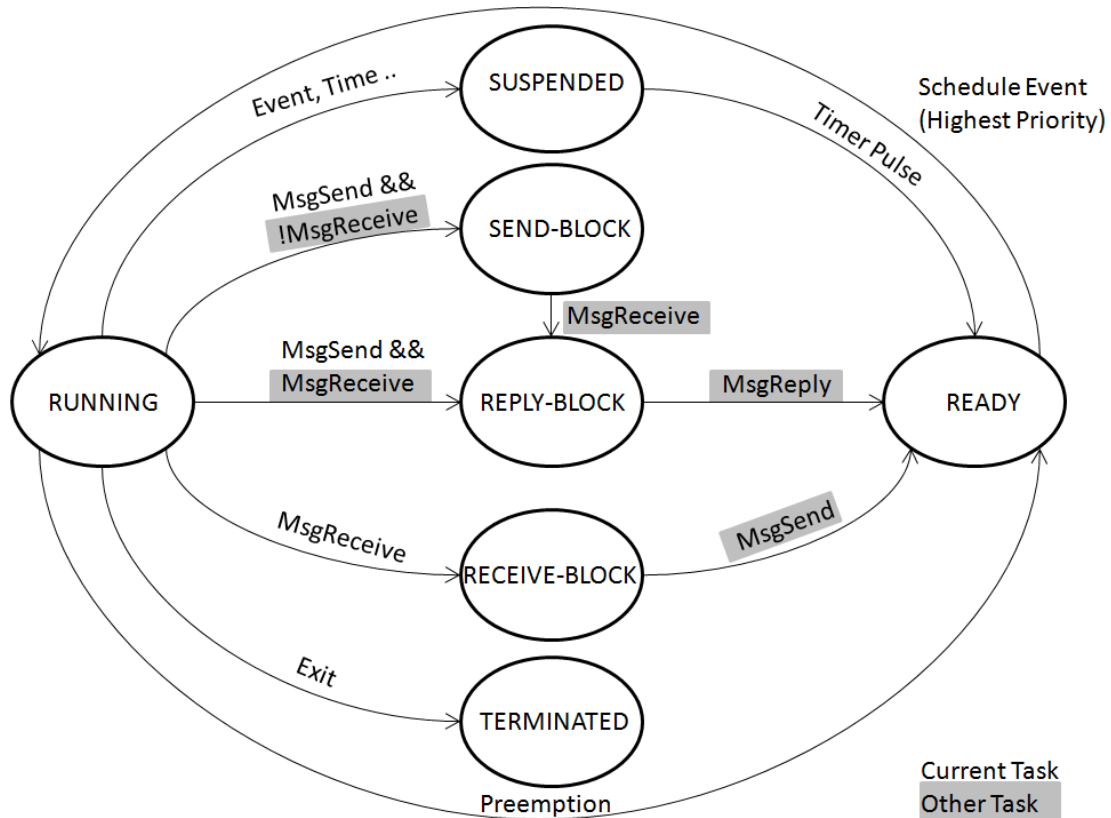 SUSPENDED
Event, Time ..
Schedule Event
(Highest Priority)
Timer Pulse
MsgSend &&
!MsgReceive
SEND-BLOCK
MsgReceive
MsgSend &&
MsgReceive
RUNNING
REPLY-BLOCK
MsgReply
READY
MsgReceive
RECEIVE-BLOCK
MsgSend
Exit
TERMINATED
Preemption
Current Task
Other Task